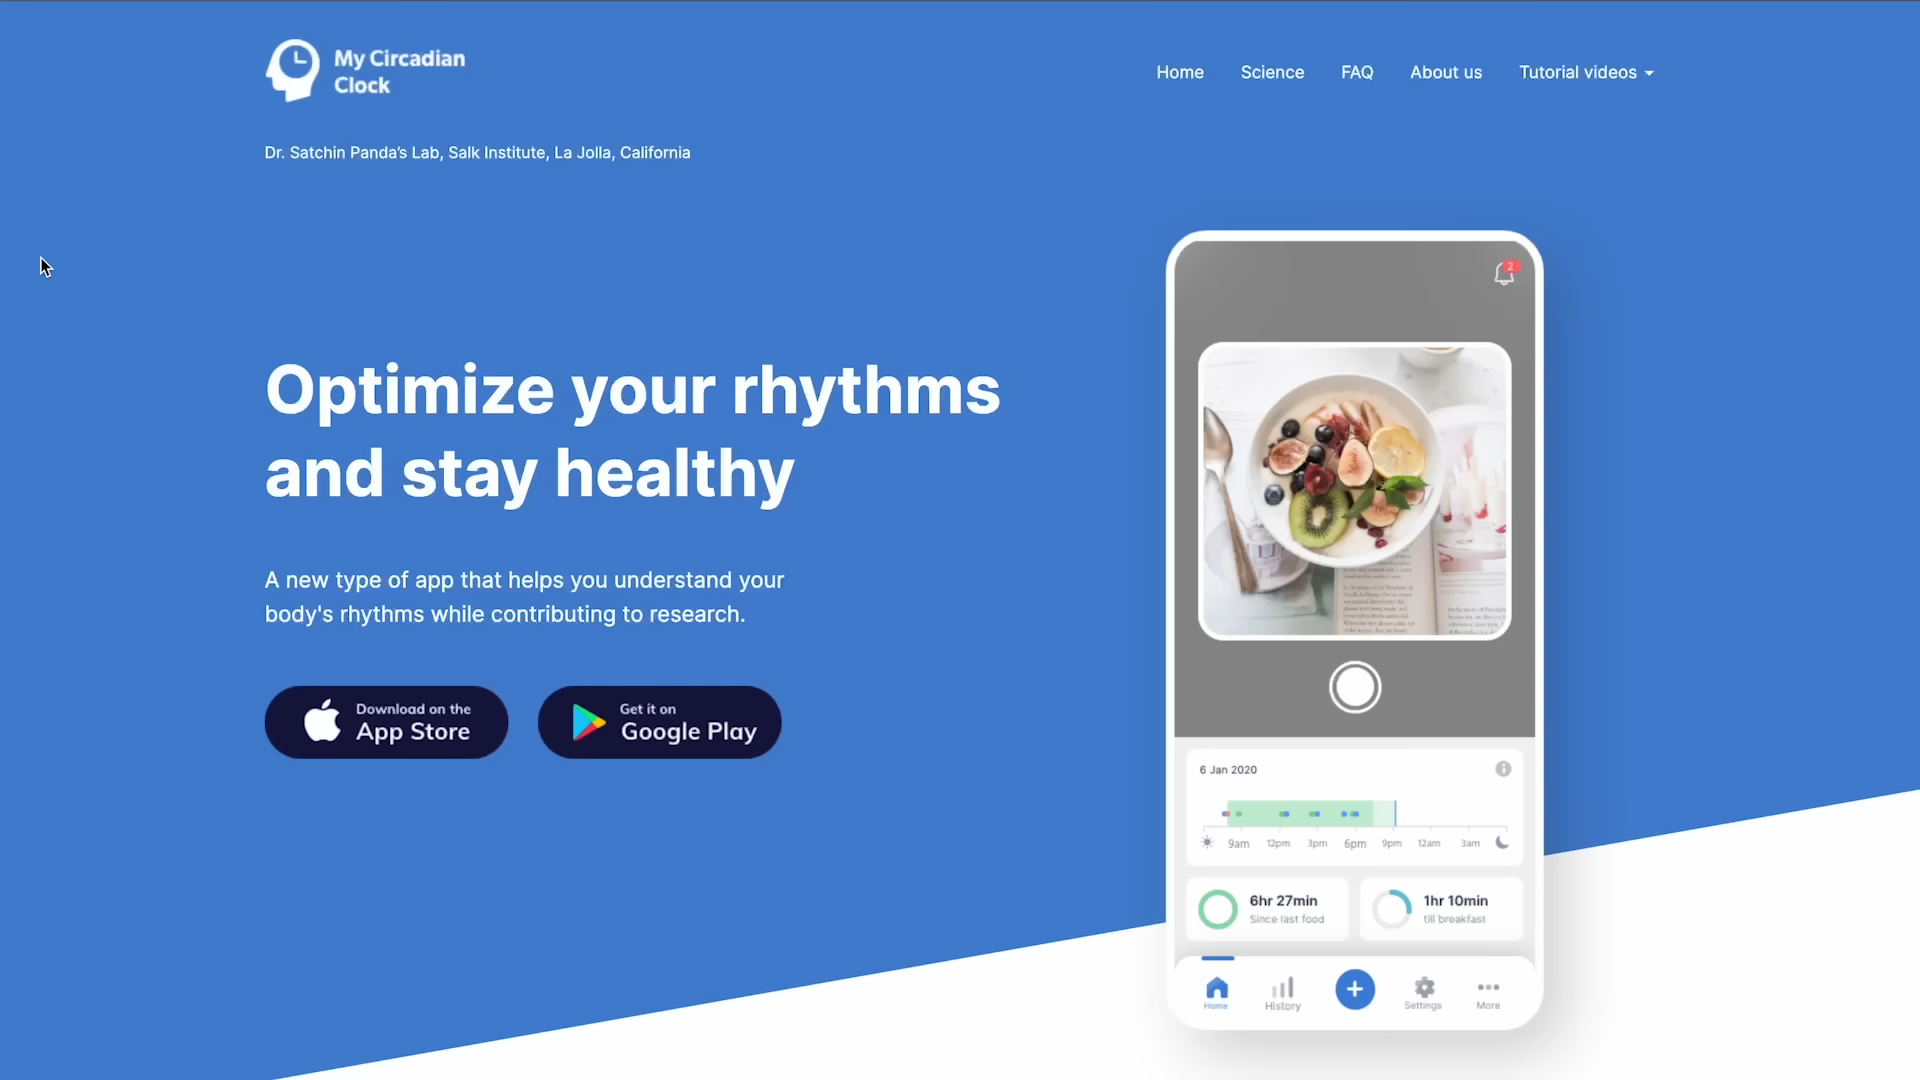 My Circadian
Clock
Home
Science
FAQ
About us
Tutorial videos
Dr. Satchin Panda's Lab, Salk Institute, La Jolla, California
Optimize your rhythms
and stay healthy
A new type of app that helps you understand your
body's rhythms while contributing to research.
Download on the
App Store
Get it on
Google Play
2
6 Jan 2020
9am
12pm
3pm
6pm
9pm
12am
3am
6hr 27min
Since last food
1hr 10min
till breakfast
Home
History
Settings
More